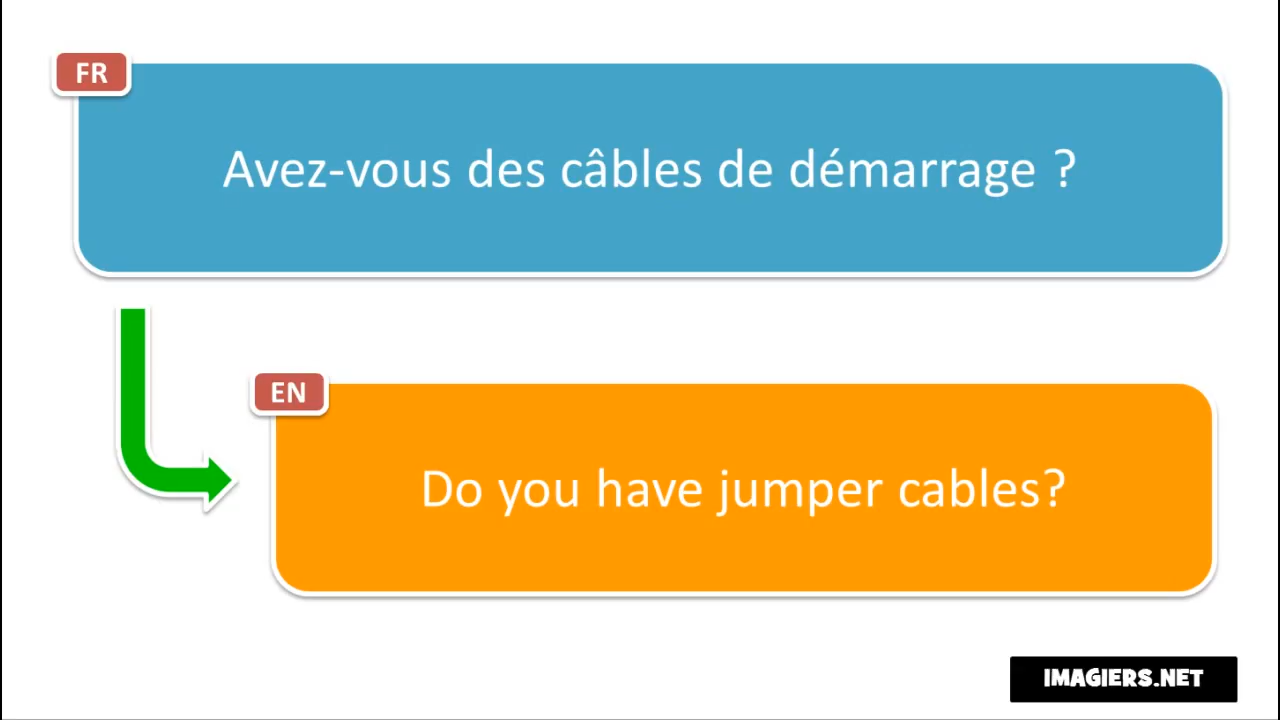 FR
Avez-vous des câbles de démarrage ?
EN
Do you have jumper cables?
IMAGIERS.NET